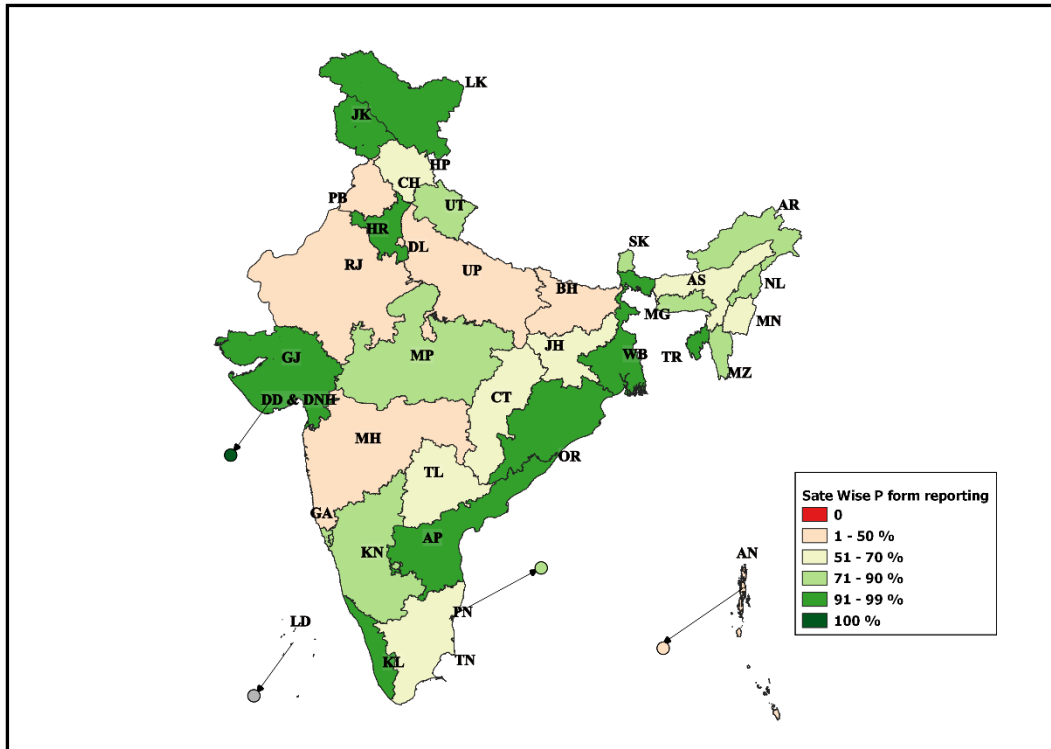 LK
JK
HP
CH
PB
UT
AR
HR
SK
DL
RJ
UP
AS
NL
BH
MG
MN
JH
WB
TR
GJ
MP
MZ
DD & DNH
CT
MH
OR
TL
GA
AP
KN
AN
PN
LD
KL
TN
Sate Wise P form reporting
0
1 - 50 %
51 - 70 %
71 - 90 %
91 - 99 %
100 %